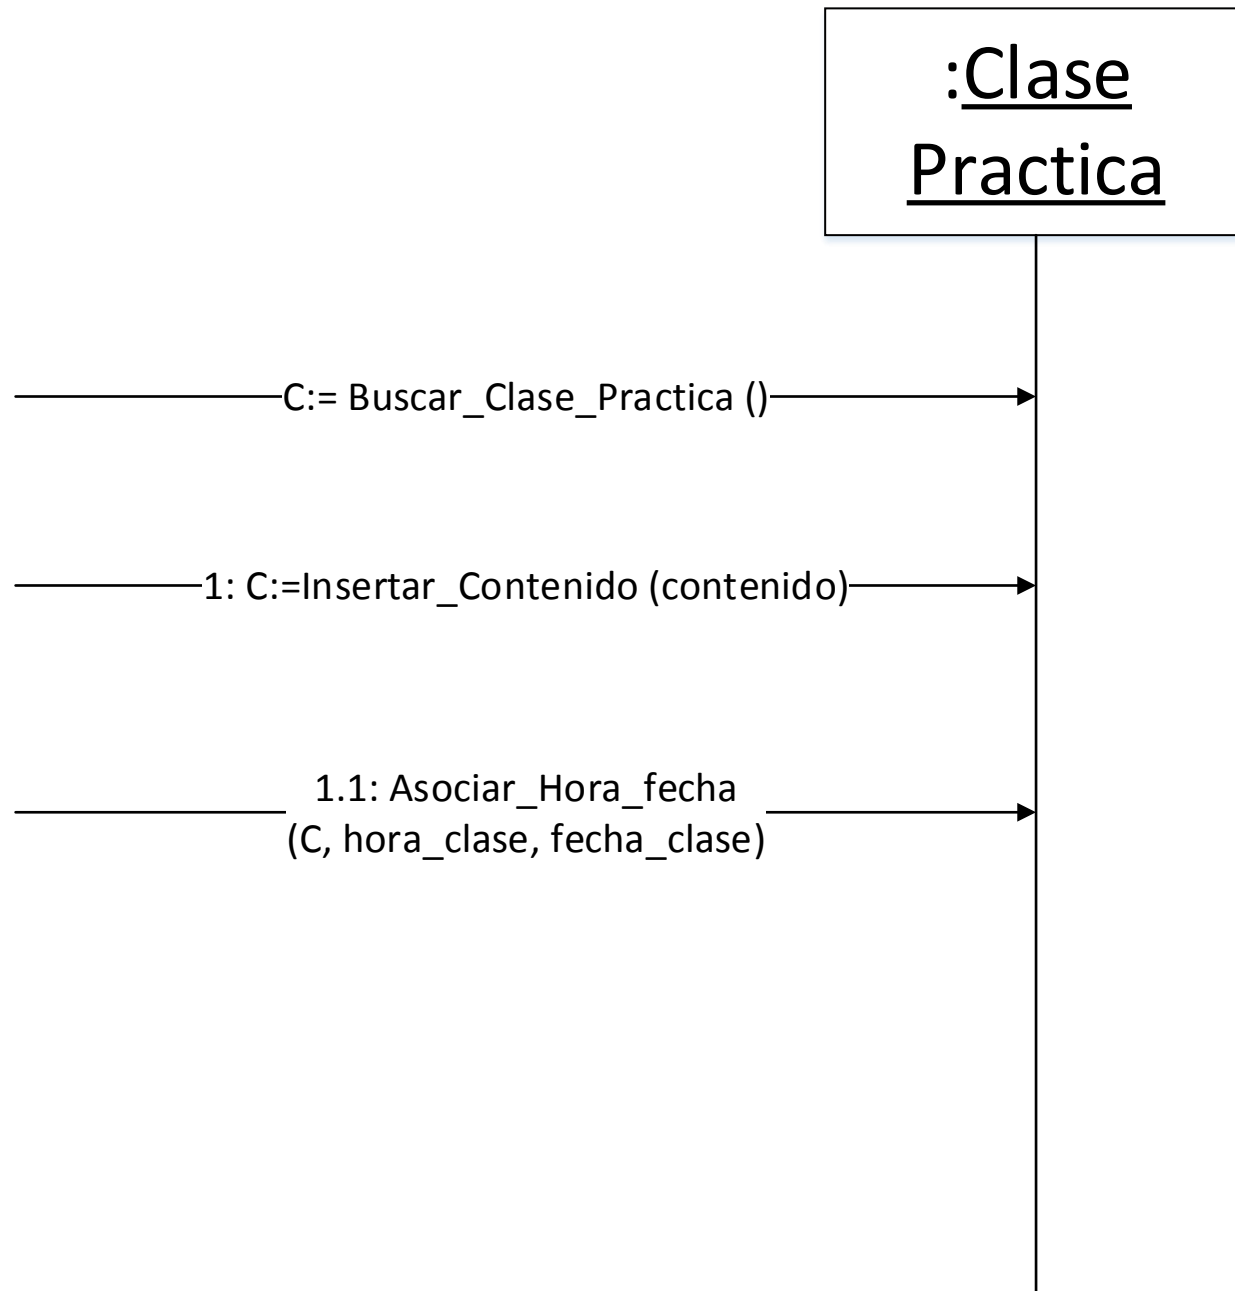 :Clase
Practica
C:= Buscar_Clase_Practica ()
1: C:=Insertar_Contenido (contenido)
1.1: Asociar_Hora_fecha
(C, hora_clase, fecha_clase)